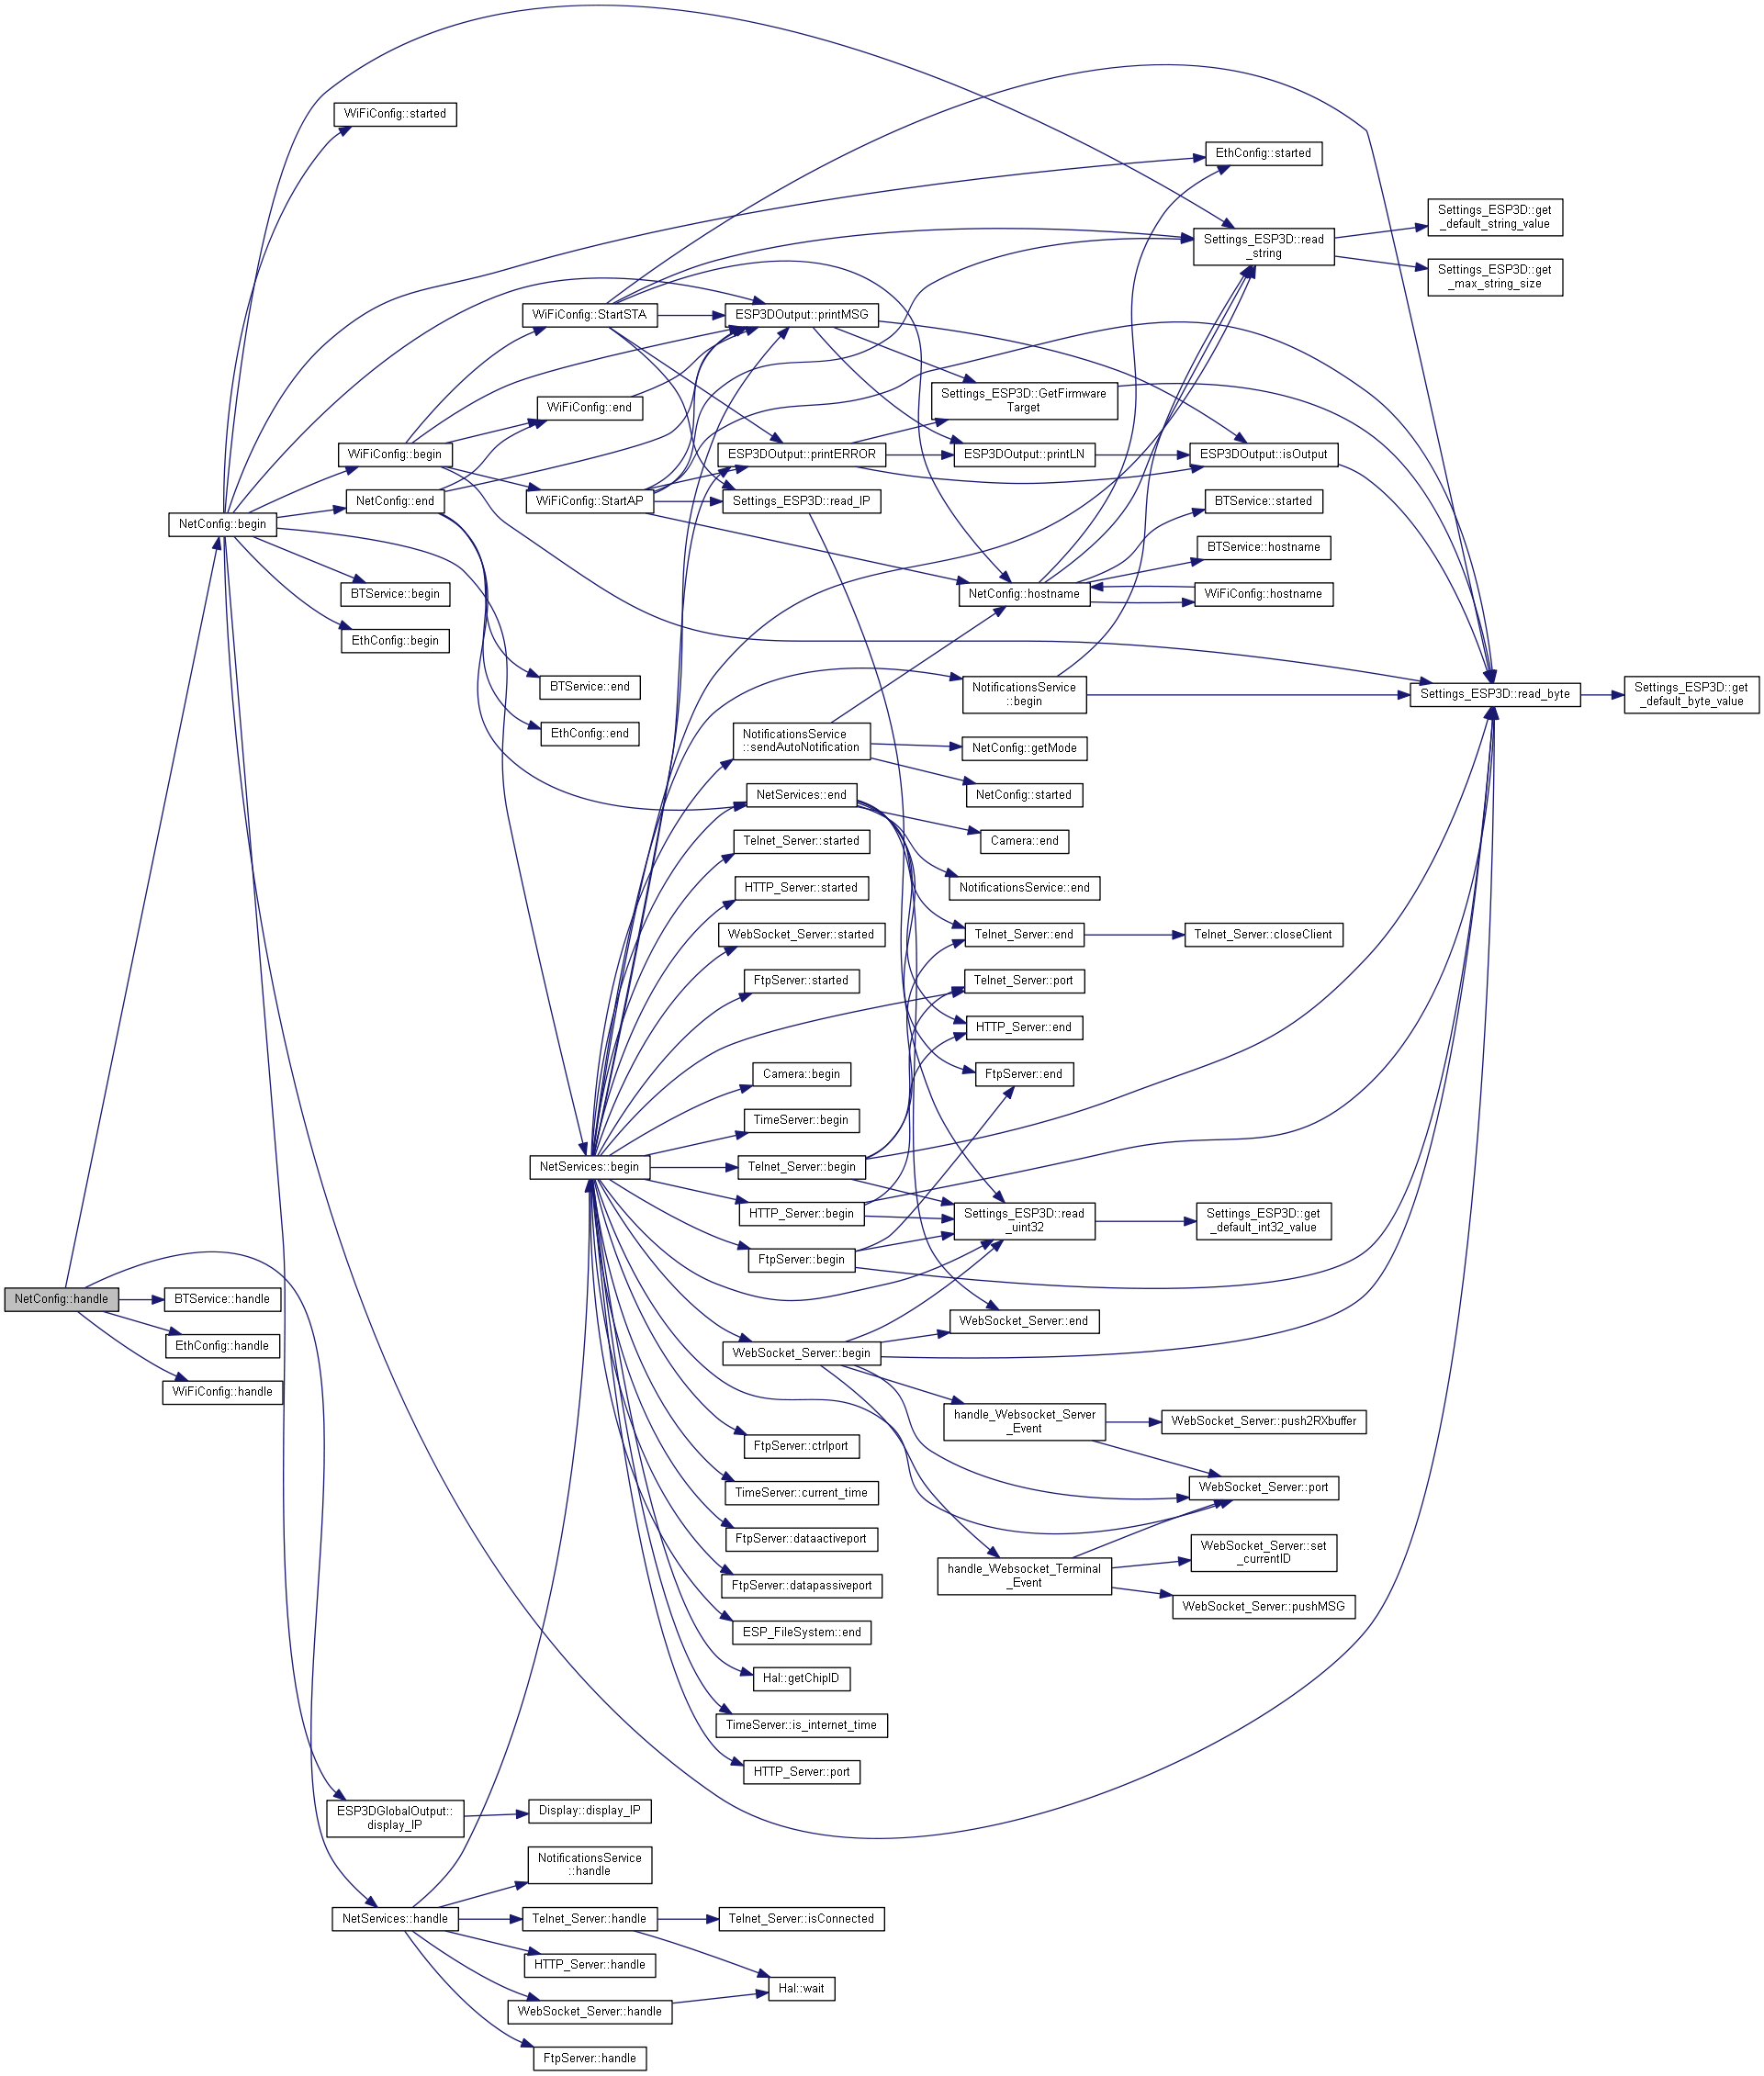 WiFiConfig::started
EthConfig::started
Settings_ESP3D::get
_default_string_value
Settings_ESP3D::read
_string
Settings_ESP3D::get
_max_string_size
WiFiConfig::StartSTA
ESP3DOutput::printMSG
Settings_ESP3D::GetFirmware
Target
WiFiConfig::end
WiFiConfig::begin
ESP3DOutput::printERROR
ESP3DOutput::printLN
ESP3DOutput::isOutput
NetConfig::end
WiFiConfig::StartAP
Settings_ESP3D::read_IP
BTService::started
NetConfig::begin
BTService::hostname
BTService::begin
NetConfig::hostname
WiFiConfig::hostname
EthConfig::begin
BTService::end
NotificationsService
::begin
Settings_ESP3D::read_byte
Settings_ESP3D::get
_default_byte_value
EthConfig::end
NotificationsService
::sendAutoNotification
NetConfig::getMode
NetServices::end
NetConfig::started
Telnet_Server::started
Camera::end
HTTP_Server::started
NotificationsService::end
WebSocket_Server::started
Telnet_Server::end
Telnet_Server::closeClient
FtpServer::started
Telnet_Server::port
HTTP_Server::end
Camera::begin
FtpServer::end
TimeServer::begin
NetServices::begin
Telnet_Server::begin
HTTP_Server::begin
Settings_ESP3D::read
_uint32
Settings_ESP3D::get
_default_int32_value
FtpServer::begin
NetConfig::handle
BTService::handle
WebSocket_Server::end
EthConfig::handle
WebSocket_Server::begin
WiFiConfig::handle
handle_Websocket_Server
_Event
WebSocket_Server::push2RXbuffer
FtpServer::ctrlport
TimeServer::current_time
WebSocket_Server::port
FtpServer::dataactiveport
WebSocket_Server::set
_currentID
FtpServer::datapassiveport
handle_Websocket_Terminal
_Event
WebSocket_Server::pushMSG
ESP_FileSystem::end
Hal::getChipID
TimeServer::is_internet_time
HTTP_Server::port
ESP3DGlobalOutput::
display_IP
Display::display_IP
NotificationsService
::handle
NetServices::handle
Telnet_Server::handle
Telnet_Server::isConnected
HTTP_Server::handle
Hal::wait
WebSocket_Server::handle
FtpServer::handle